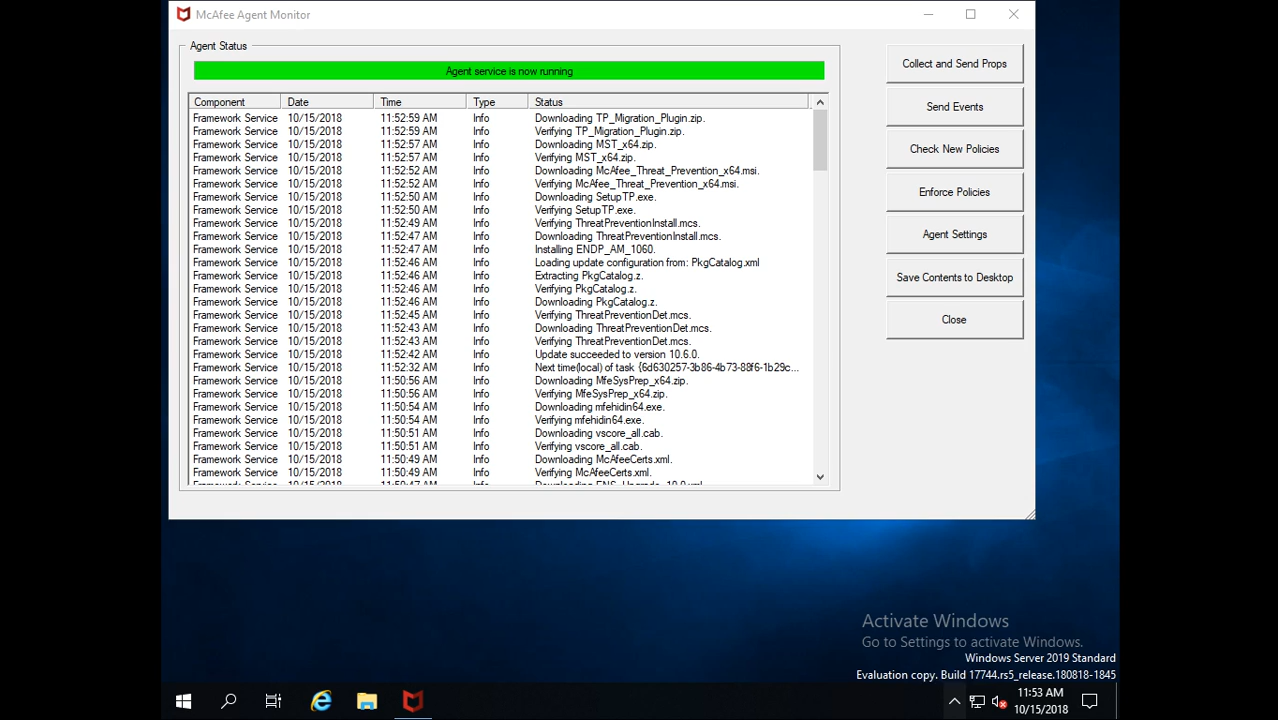 McAfee Agent Monitor
Agent Status
Agent service is now running
Component Date Time Type Status
Framework Service 10/15/2018 11:52:59 AM Info Downloading TP_Migration_Plugin.zip.
Framework Service 10/15/2018 11:52:59 AM Info Verifying TP_Migration_Plugin.zip.
Framework Service 10/15/2018 11:52:57 AM Info Downloading MST_x64.zip.
Framework Service 10/15/2018 11:52:57 AM Info Verifying MST_x64.zip.
Framework Service 10/15/2018 11:52:52 AM Info Downloading McAfee_Threat_Prevention_x64.msi.
Framework Service 10/15/2018 11:52:52 AM Info Verifying McAfee_Threat_Prevention_x64.msi.
Framework Service 10/15/2018 11:52:50 AM Info Downloading SetupTP.exe.
Framework Service 10/15/2018 11:52:50 AM Info Verifying SetupTP.exe.
Framework Service 10/15/2018 11:52:49 AM Info Verifying ThreatPreventionInstall.mcs.
Framework Service 10/15/2018 11:52:47 AM Info Downloading ThreatPreventionInstall.mcs.
Framework Service 10/15/2018 11:52:47 AM Info Installing ENDP_AM_1060.
Framework Service 10/15/2018 11:52:46 AM Info Loading update configuration from: PkgCatalog.xml
Framework Service 10/15/2018 11:52:46 AM Info Extracting PkgCatalog.z.
Framework Service 10/15/2018 11:52:46 AM Info Verifying PkgCatalog.z.
Framework Service 10/15/2018 11:52:46 AM Info Downloading PkgCatalog.z.
Framework Service 10/15/2018 11:52:45 AM Info Verifying ThreatPreventionDet.mcs.
Framework Service 10/15/2018 11:52:43 AM Info Downloading ThreatPreventionDet.mcs.
Framework Service 10/15/2018 11:52:43 AM Info Verifying ThreatPreventionDet.mcs.
Framework Service 10/15/2018 11:52:42 AM Info Update succeeded to version 10.6.0.
Framework Service 10/15/2018 11:52:32 AM Info Next time(local) of task {6d630257-3b86-4b73-88f6-1b29c...
Framework Service 10/15/2018 11:50:56 AM Info Downloading MfeSysPrep_x64.zip.
Framework Service 10/15/2018 11:50:56 AM Info Verifying MfeSysPrep_x64.zip.
Framework Service 10/15/2018 11:50:54 AM Info Downloading mfehidin64.exe.
Framework Service 10/15/2018 11:50:54 AM Info Verifying mfehidin64.exe.
Framework Service 10/15/2018 11:50:51 AM Info Downloading vscore_all.cab.
Framework Service 10/15/2018 11:50:51 AM Info Verifying vscore_all.cab.
Framework Service 10/15/2018 11:50:49 AM Info Downloading McAfeeCerts.xml.
Framework Service 10/15/2018 11:50:49 AM Info Verifying McAfeeCerts.xml.
Framework Service 10/15/2018 11:50:47 AM Info Downloading ENS_Upgrade_10.0.xml
Collect and Send Props
Send Events
Check New Policies
Enforce Policies
Agent Settings
Save Contents to Desktop
Close
Activate Windows
Go to Settings to activate Windows.
Windows Server 2019 Standard
Evaluation copy. Build 17744.rs5_release.180818-1845
11:53 AM
10/15/2018